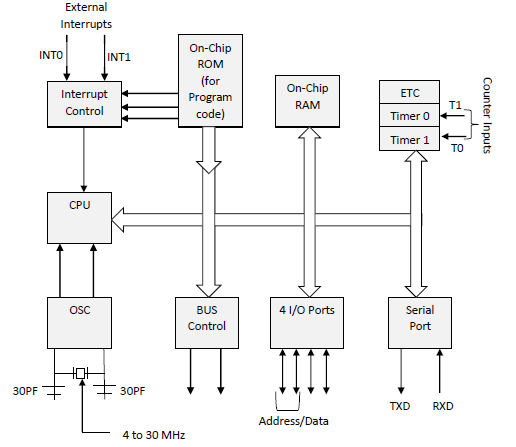 External
Interrupts
INT0
INT1
On-Chip
ROM
(for
Program
code)
Interrupt
Control
On-Chip
RAM
ETC
Timer 0
Timer 1
T1
T0
Counter Inputs
CPU
OSC
BUS
Control
4 I/O Ports
Serial
Port
30PF
30PF
4 to 30 MHz
Address/Data
TXD
RXD